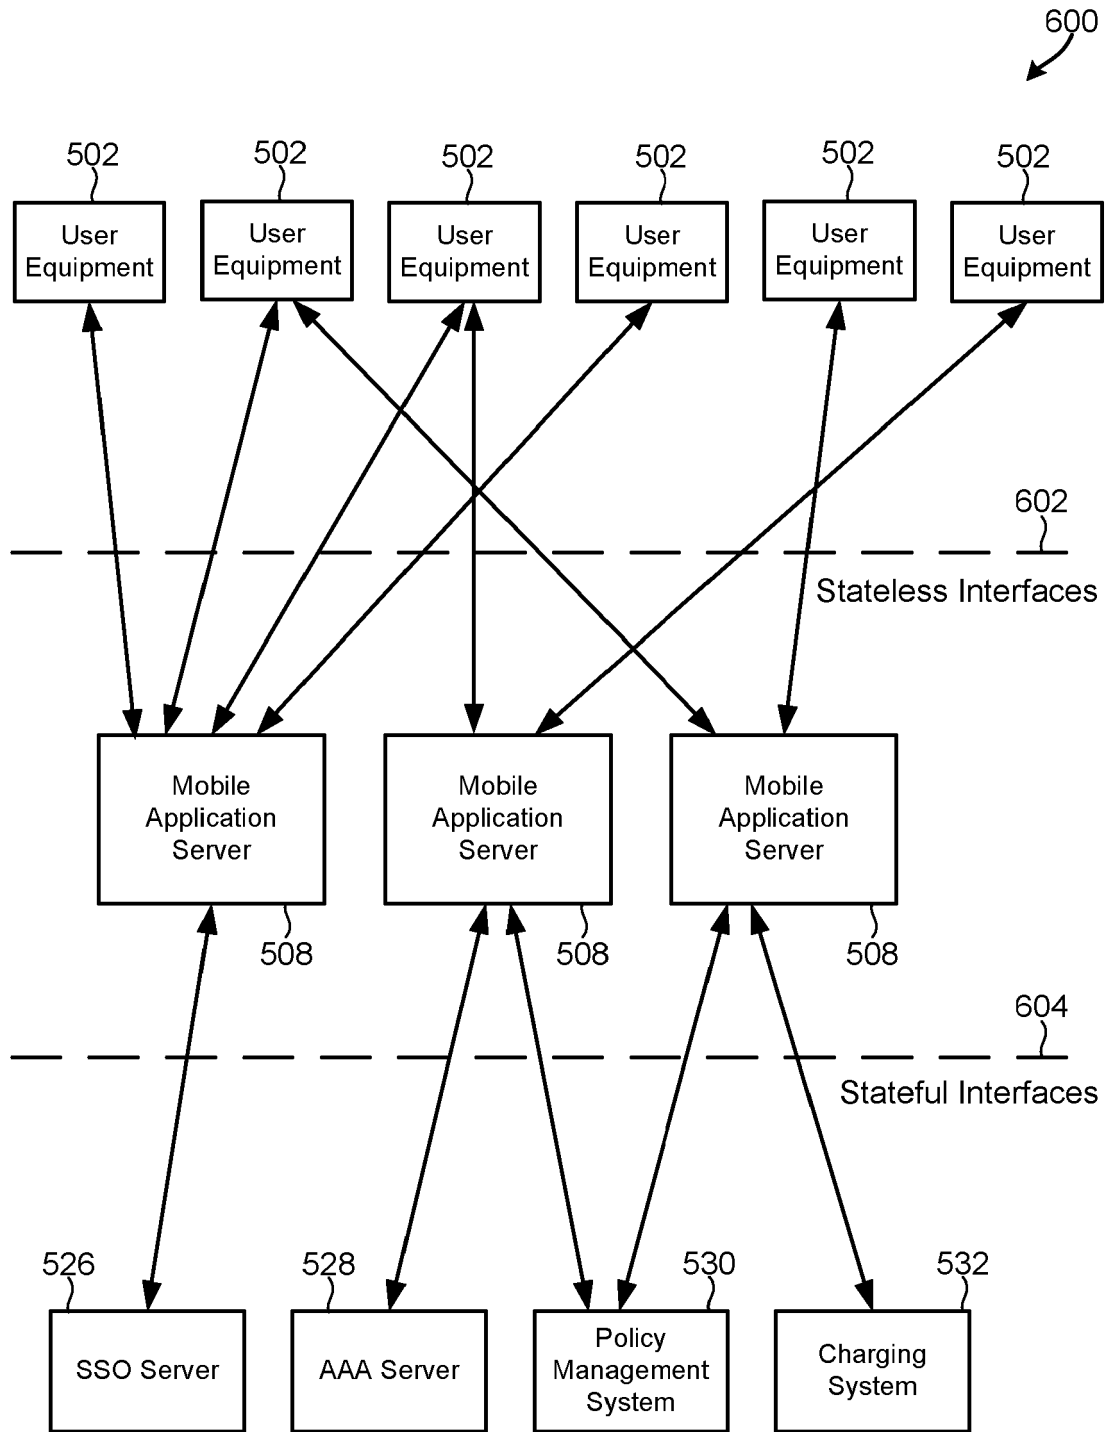 600
502
502
502
502
502
502
User
Equipment
User
Equipment
User
Equipment
User
Equipment
User
Equipment
User
Equipment
602
Stateless Interfaces
Mobile
Application
Server
Mobile
Application
Server
Mobile
Application
Server
508
508
508
604
Stateful Interfaces
526
528
530
532
SSO Server
AAA Server
Policy
Management
System
Charging
System